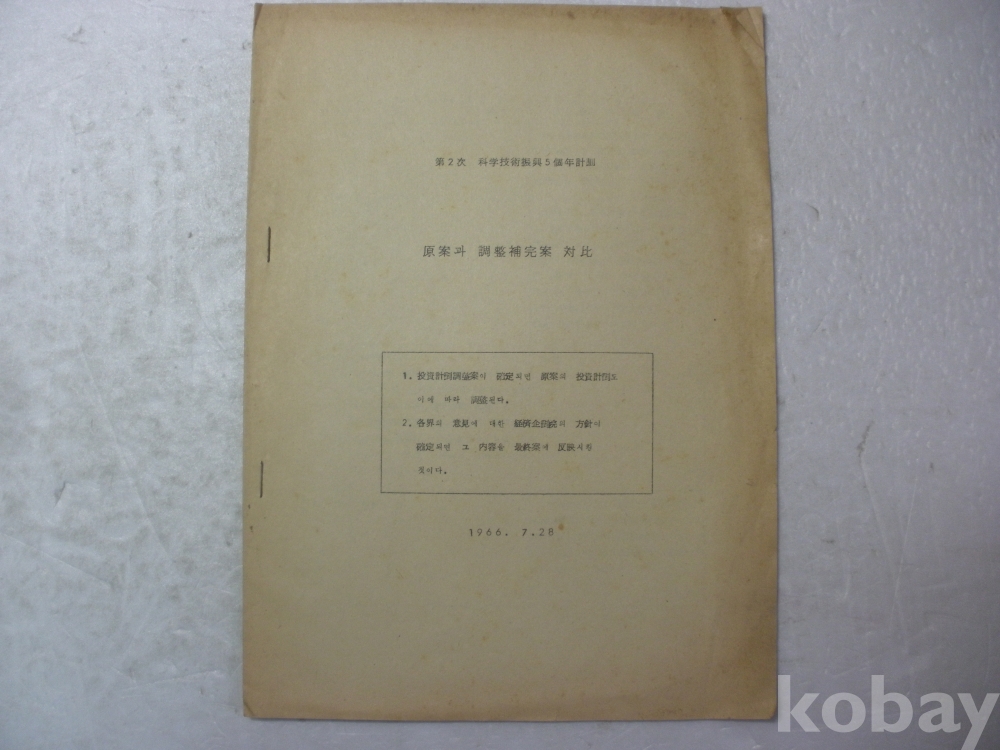 第2次 科学技術振興5個年計劃
原案과 調整補完案 対比
1. 投資計劃調整案이 確定되면 原案의 投資計劃도
이에 따라 調整된다.
2. 各界의 意見에 대한 経済企劃院의 方針이
確定되면 그 内容을 最終案에 反映시킬
것이다.
1966. 7.28
kobay